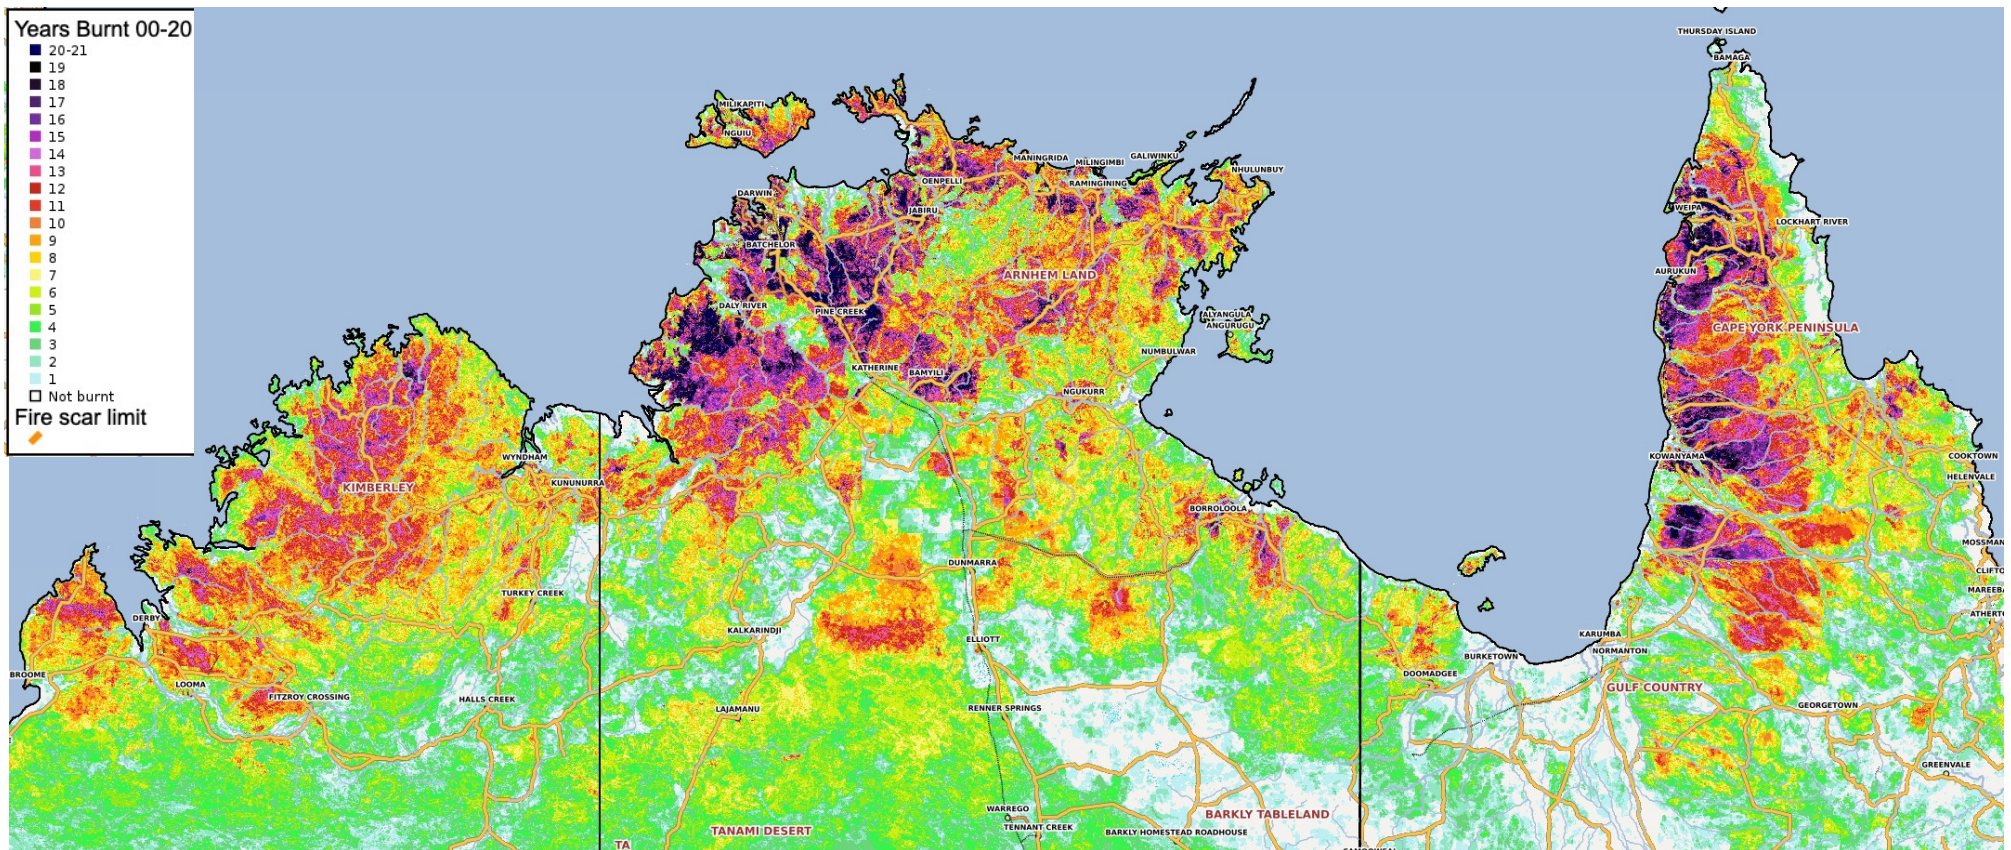 Years Burnt 00-20
20-21
19
18
17
16
15
14
13
12
11
10
9
8
7
6
5
4
3
2
1
Not burnt
Fire scar limit
THURSDAY ISLAND
BAMAGA
MILIKAPITI
NGUIU
MANINGRIDA
MILINGIMBI
GALIWINKU
NHULUNBUY
OENPELLI
RAMINGINING
DARWIN
JABIRU
WEIPA
LOCKHART RIVER
BATCHELOR
ARNHEM LAND
AURUKUN
DALY RIVER
PINE CREEK
ALYANGULA
ANGURUGU
CAPE YORK PENINSULA
NUMBULWAR
KATHERINE
BAMYILI
NGUKURR
WYNDHAM
KOWANYAMA
COOKTOWN
KIMBERLEY
KUNUNURRA
HELENVALE
BORROLOOLA
MOSSMAN
DUNMARRA
CLIFTO
TURKEY CREEK
MAREEBA
DERBY
ATHERTO
KALKARINDJI
ELLIOTT
KARUMBA
NORMANTON
BURKETOWN
BROOME
DOOMADGEE
LOOMA
GULF COUNTRY
FITZROY CROSSING
HALLS CREEK
GEORGETOWN
LAJAMANU
RENNER SPRINGS
GREENVALE
WARREGO
BARKLY TABLELAND
TENNANT CREEK
TANAMI DESERT
BARKLY HOMESTEAD ROADHOUSE
TA